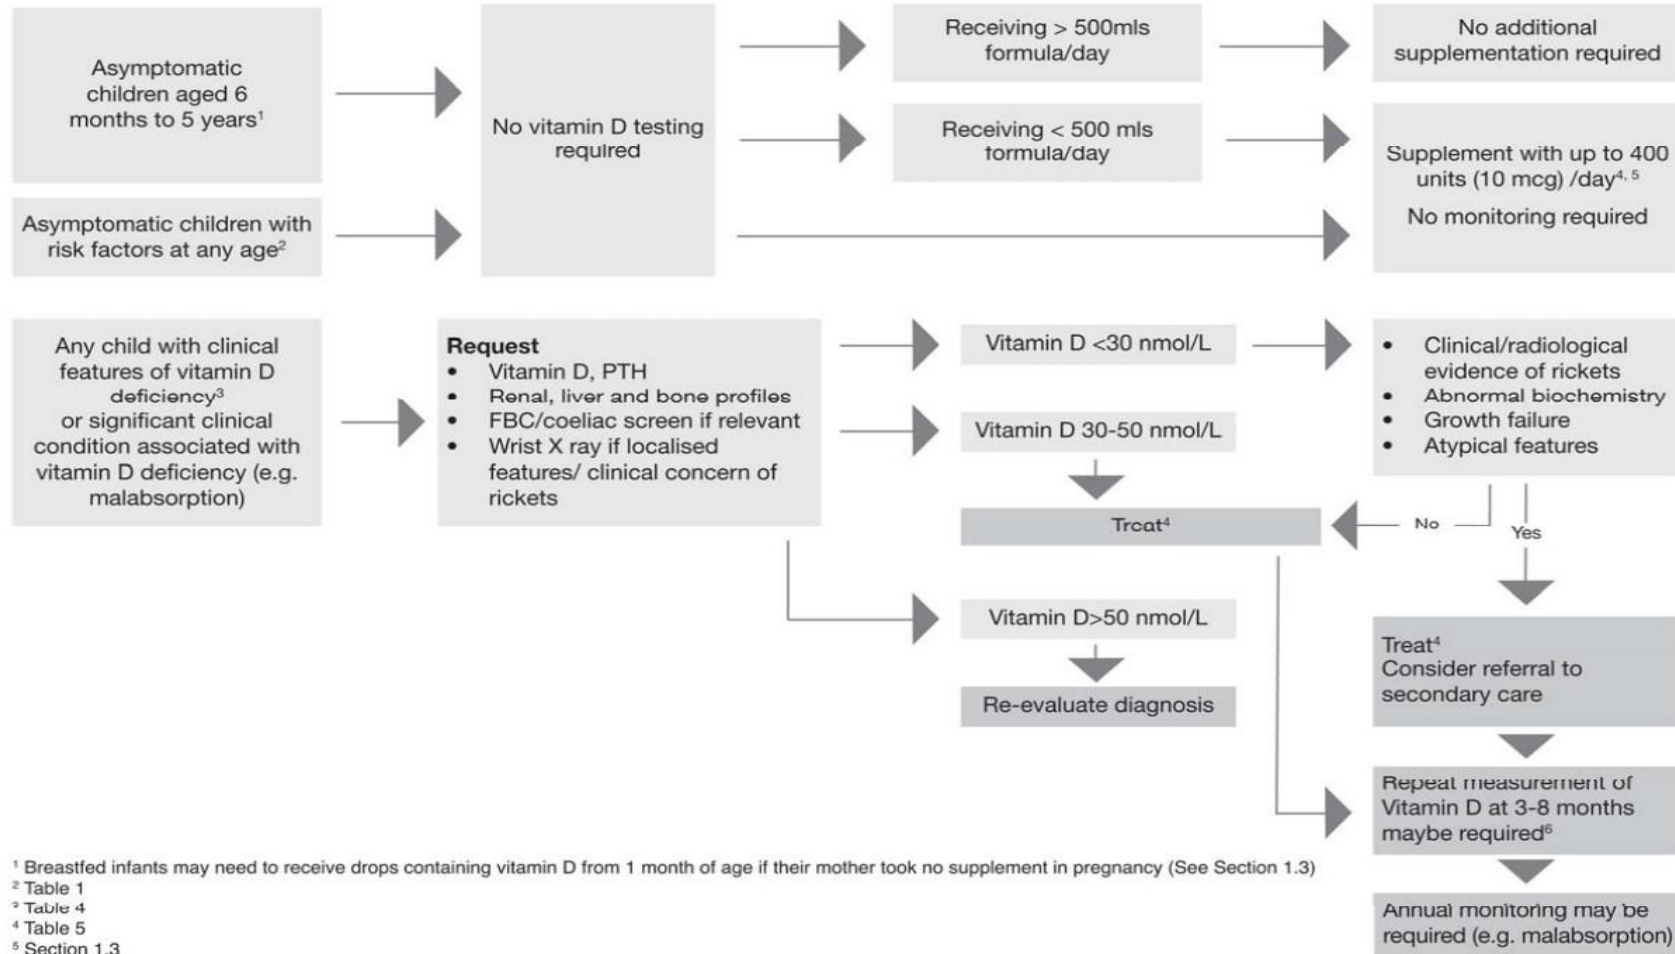 Asymptomatic
children aged 6
months to 5 years¹
Asymptomatic children with
risk factors at any age²
No vitamin D testing
required
Receiving > 500mls
formula/day
Receiving < 500 mls
formula/day
No additional
supplementation required
Supplement with up to 400
units (10 mcg) /day⁴, ⁵
No monitoring required
Any child with clinical
features of vitamin D
deficiency³
or significant clinical
condition associated with
vitamin D deficiency (e.g.
malabsorption)
Request
• Vitamin D, PTH
• Renal, liver and bone profiles
• FBC/coeliac screen if relevant
• Wrist X ray if localised
features/ clinical concern of
rickets
Vitamin D <30 nmol/L
Vitamin D 30-50 nmol/L
Treat⁴
Vitamin D>50 nmol/L
Re-evaluate diagnosis
• Clinical/radiological
evidence of rickets
• Abnormal biochemistry
• Growth failure
• Atypical features
No
Yes
Treat⁴
Consider referral to
secondary care
Repeat measurement of
Vitamin D at 3-8 months
maybe required⁶
Annual monitoring may be
required (e.g. malabsorption)
¹ Breastfed infants may need to receive drops containing vitamin D from 1 month of age if their mother took no supplement in pregnancy (See Section 1.3)
² Table 1
³ Table 4
⁴ Table 5
⁵ Section 1.3